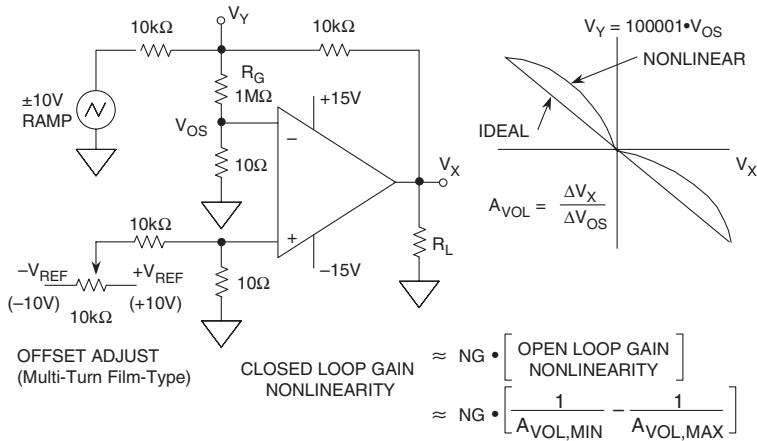 V_Y
10kΩ
10kΩ
R_G
1MΩ
±10V
RAMP
V_OS
10Ω
–
+15V
V_X
+
–15V
R_L
10kΩ
10Ω
–V_REF
+V_REF
(–10V)
(+10V)
10kΩ
OFFSET ADJUST
(Multi-Turn Film-Type)
V_Y = 100001•V_OS
NONLINEAR
IDEAL
V_X
A_VOL = ΔV_X / ΔV_OS
CLOSED LOOP GAIN
NONLINEARITY
≈ NG • [ OPEN LOOP GAIN
NONLINEARITY ]
≈ NG • [ 1 / A_VOL,MIN – 1 / A_VOL,MAX ]